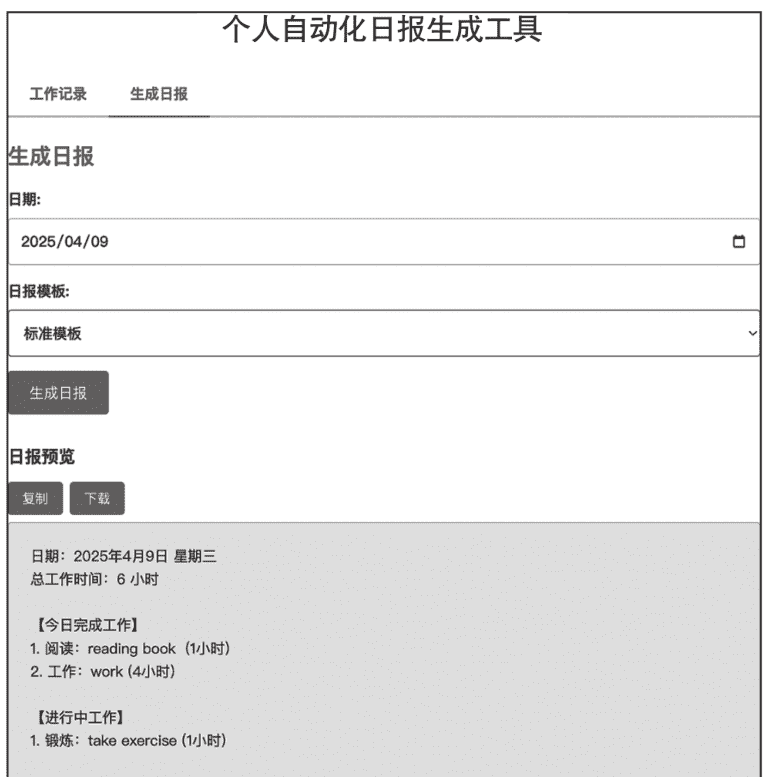 个人自动化日报生成工具
工作记录 生成日报
生成日报
日期:
2025/04/09
日报模板:
标准模板
生成日报
日报预览
复制 下载
日期：2025年4月9日 星期三
总工作时间：6 小时
【今日完成工作】
1. 阅读：reading book（1小时）
2. 工作：work (4小时）
【进行中工作】
1. 锻炼：take exercise (1小时）